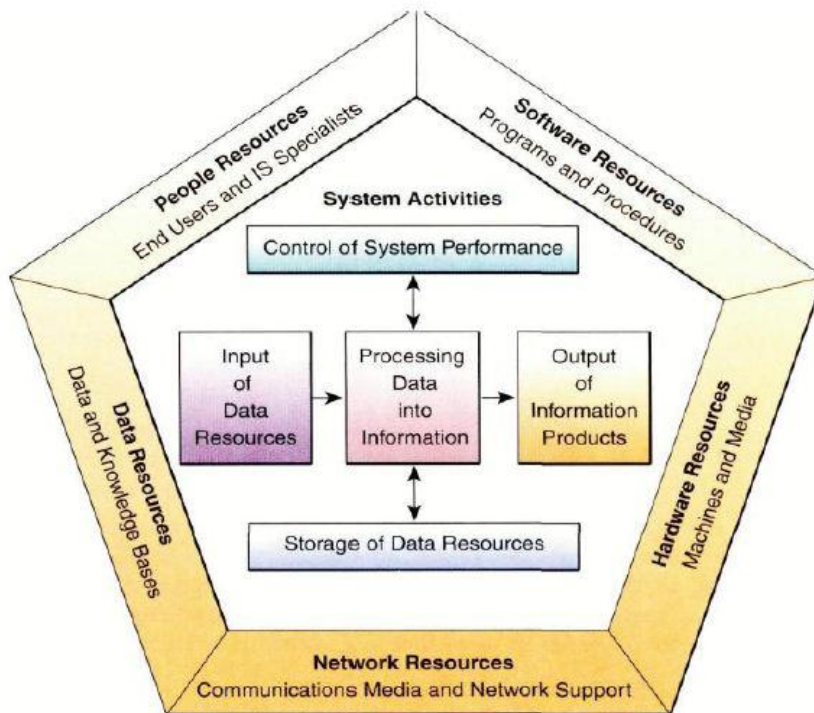 People Resources
End Users and IS Specialists
Software Resources
Programs and Procedures
System Activities
Control of System Performance
Input
of
Data
Resources
Processing
Data
into
Information
Output
of
Information
Products
Storage of Data Resources
Data Resources
Data and Knowledge Bases
Hardware Resources
Machines and Media
Network Resources
Communications Media and Network Support